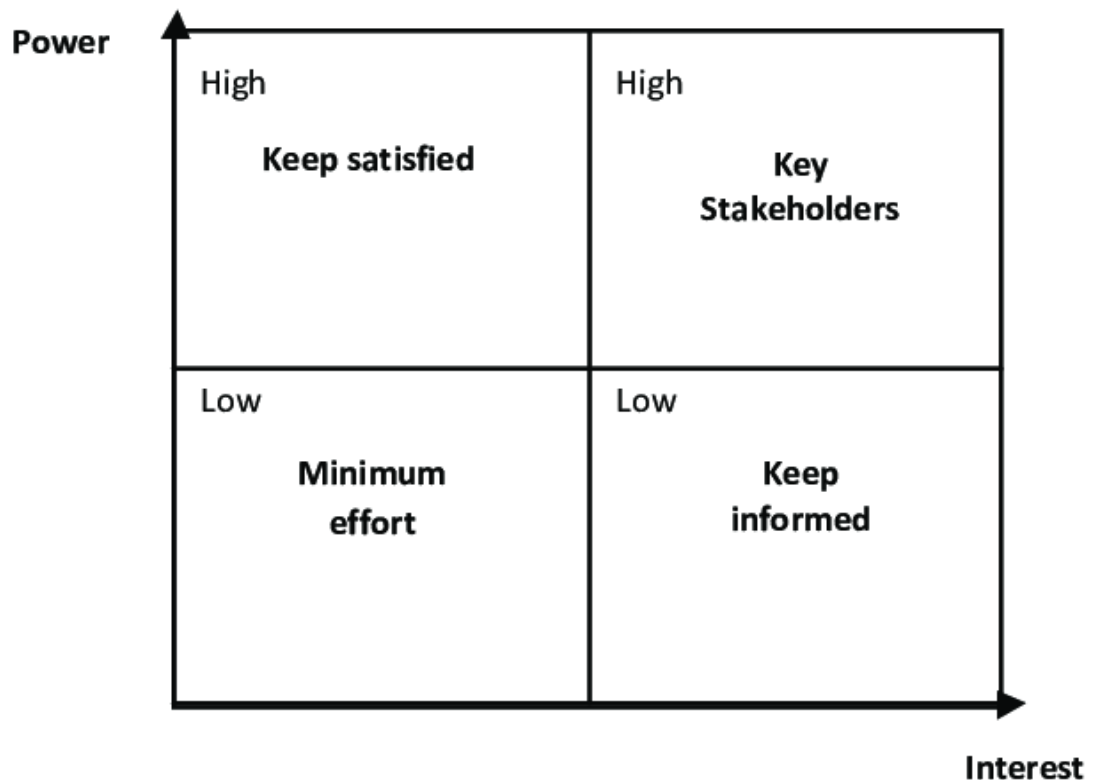 Power
High
Keep satisfied
High
Key
Stakeholders
Low
Minimum
effort
Low
Keep
informed
Interest